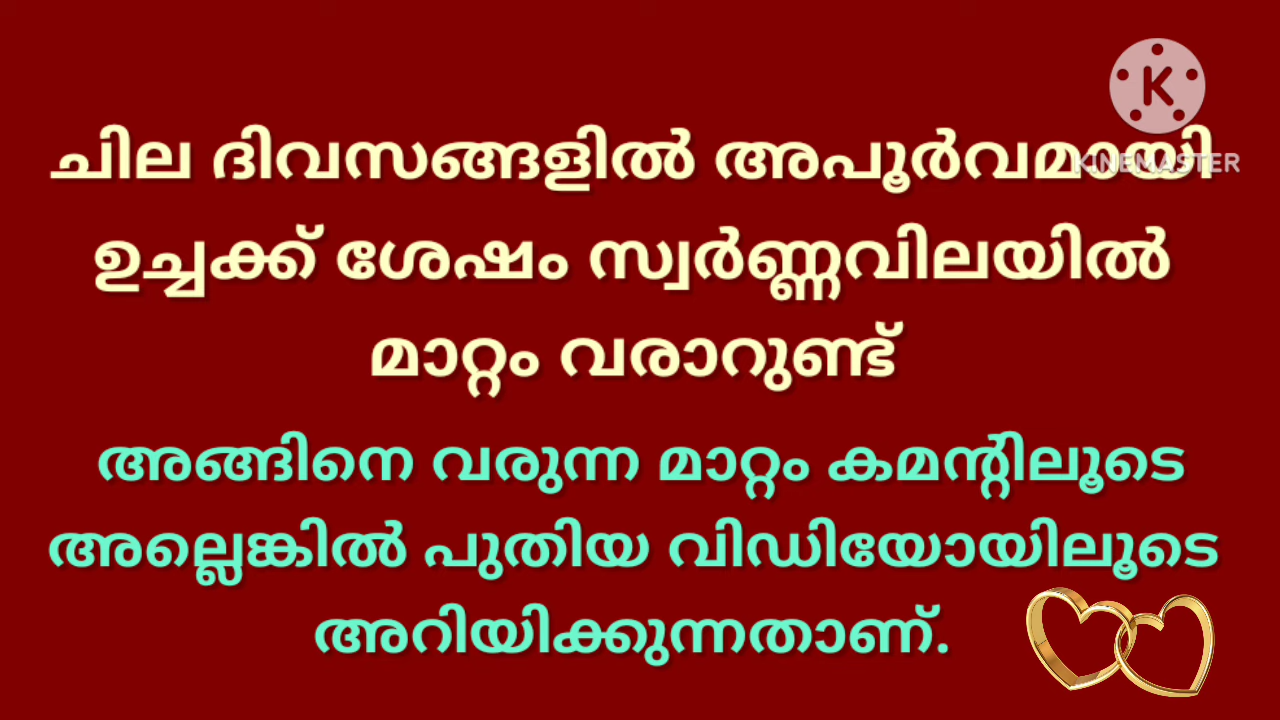 K
KINEMASTER
ചില ദിവസങ്ങളിൽ അപൂർവമായി
ഉച്ചക്ക് ശേഷം സ്വർണ്ണവിലയിൽ
മാറ്റം വരാറുണ്ട്
അങ്ങിനെ വരുന്ന മാറ്റം കമന്റിലൂടെ
അല്ലെങ്കിൽ പുതിയ വിഡിയോയിലൂടെ
അറിയിക്കുന്നതാണ്.